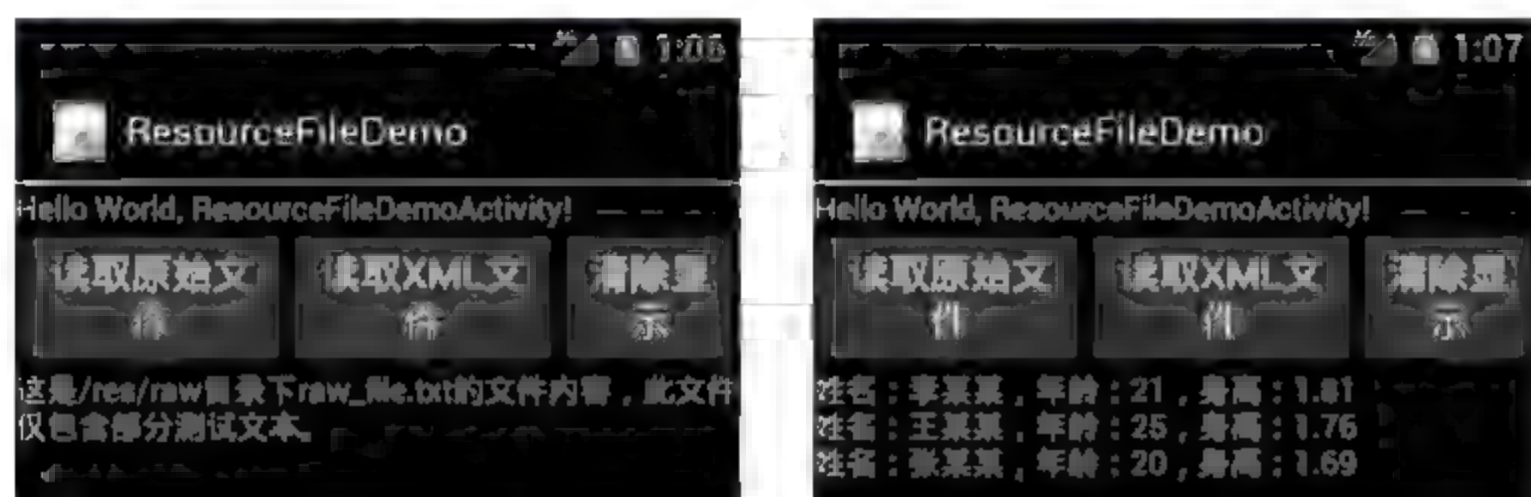 1:06
ResourceFileDemo
Hello World, ResourceFileDemoActivity!
读取原始文
件
读取XML文
件
清除显
示
这是/res/raw目录下raw_file.txt的文件内容，此文件
仅包含部分测试文本。
1:07
ResourceFileDemo
Hello World, ResourceFileDemoActivity!
读取原始文
件
读取XML文
件
清除显
示
姓名：李某某，年龄：21，身高：1.81
姓名：王某某，年龄：25，身高：1.76
姓名：张某某，年龄：20，身高：1.69